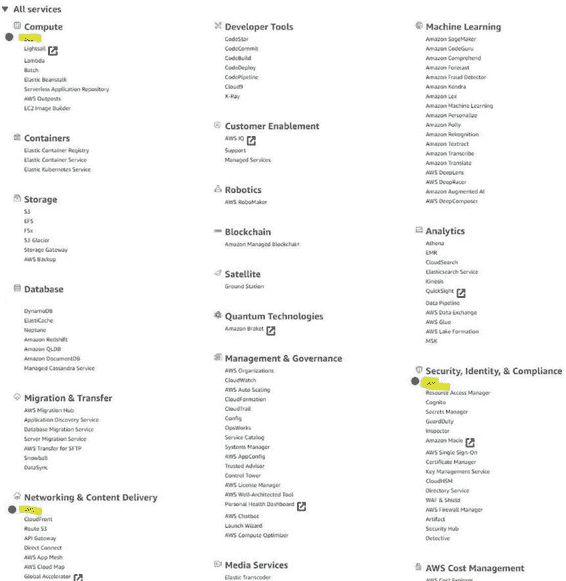 All services
Compute
Lightsail
Lambda
Batch
Elastic Beanstalk
Serverless Application Repository
AWS Outposts
EC2 Image Builder
Containers
Elastic Container Registry
Elastic Container Service
Elastic Kubernetes Service
Storage
S3
EFS
FSx
S3 Glacier
Storage Gateway
AWS Backup
Database
DynamoDB
ElastiCache
Neptune
Amazon Redshift
Amazon QLDB
Amazon DocumentDB
Managed Cassandra Service
Migration & Transfer
AWS Migration Hub
Application Discovery Service
Database Migration Service
Server Migration Service
AWS Transfer for SFTP
Snowball
DataSync
Networking & Content Delivery
CloudFront
Route 53
API Gateway
Direct Connect
AWS App Mesh
AWS Cloud Map
Global Accelerator
Developer Tools
CodeStar
CodeCommit
CodeBuild
CodeDeploy
CodePipeline
Cloud9
X-Ray
Customer Enablement
AWS IQ
Support
Managed Services
Robotics
AWS RoboMaker
Blockchain
Amazon Managed Blockchain
Satellite
Ground Station
Quantum Technologies
Amazon Braket
Management & Governance
AWS Organizations
CloudWatch
AWS Auto Scaling
CloudFormation
CloudTrail
Config
OpsWorks
Service Catalog
Systems Manager
AWS AppConfig
Trusted Advisor
Control Tower
AWS License Manager
AWS Well-Architected Tool
Personal Health Dashboard
AWS Chatbot
Launch Wizard
AWS Compute Optimizer
Media Services
Elastic Transcoder
Machine Learning
Amazon SageMaker
Amazon CodeGuru
Amazon Comprehend
Amazon Forecast
Amazon Fraud Detector
Amazon Kendra
Amazon Lex
Amazon Machine Learning
Amazon Personalize
Amazon Polly
Amazon Rekognition
Amazon Textract
Amazon Transcribe
Amazon Translate
AWS DeepLens
AWS DeepRacer
Amazon Augmented AI
AWS DeepComposer
Analytics
Athena
EMR
CloudSearch
Elasticsearch Service
Kinesis
QuickSight
Data Pipeline
AWS Data Exchange
AWS Glue
AWS Lake Formation
MSK
Security, Identity, & Compliance
Resource Access Manager
Cognito
Secrets Manager
GuardDuty
Inspector
Amazon Macie
AWS Single Sign-On
Certificate Manager
Key Management Service
CloudHSM
Directory Service
WAF & Shield
AWS Firewall Manager
Artifact
Security Hub
Detective
AWS Cost Management
AWS Cost Explorer